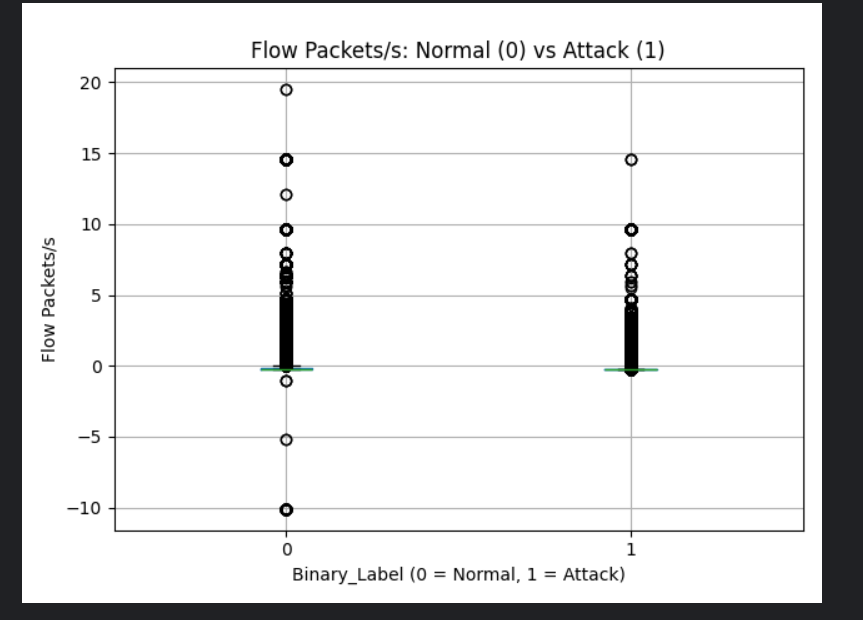 Flow Packets/s: Normal (0) vs Attack (1)
20
15
10
5
0
−5
−10
Flow Packets/s
0 1
Binary_Label (0 = Normal, 1 = Attack)